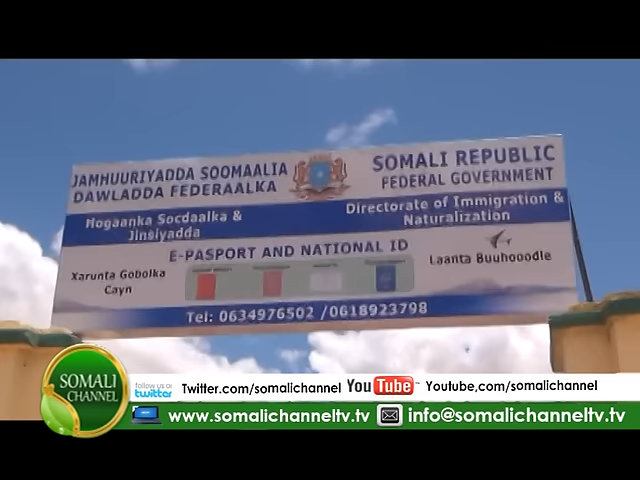 JAMHUURIYADDA SOOMAALIA
DAWLADDA FEDERAALKA
SOMALI REPUBLIC
FEDERAL GOVERNMENT
Hogaanka Socdaalka &
Jinsiyadda
Directorate of Immigration &
Naturalization
E-PASPORT AND NATIONAL ID
Xarunta Gobolka
Cayn
Laanta Buuhooodle
Tel: 0634976502 /0618923798
SOMALI
CHANNEL
follow us on
twitter
Twitter.com/somalichannel
YouTube
Youtube,com/somalichannel
www.somalichanneltv.tv
info@somalichanneltv.tv